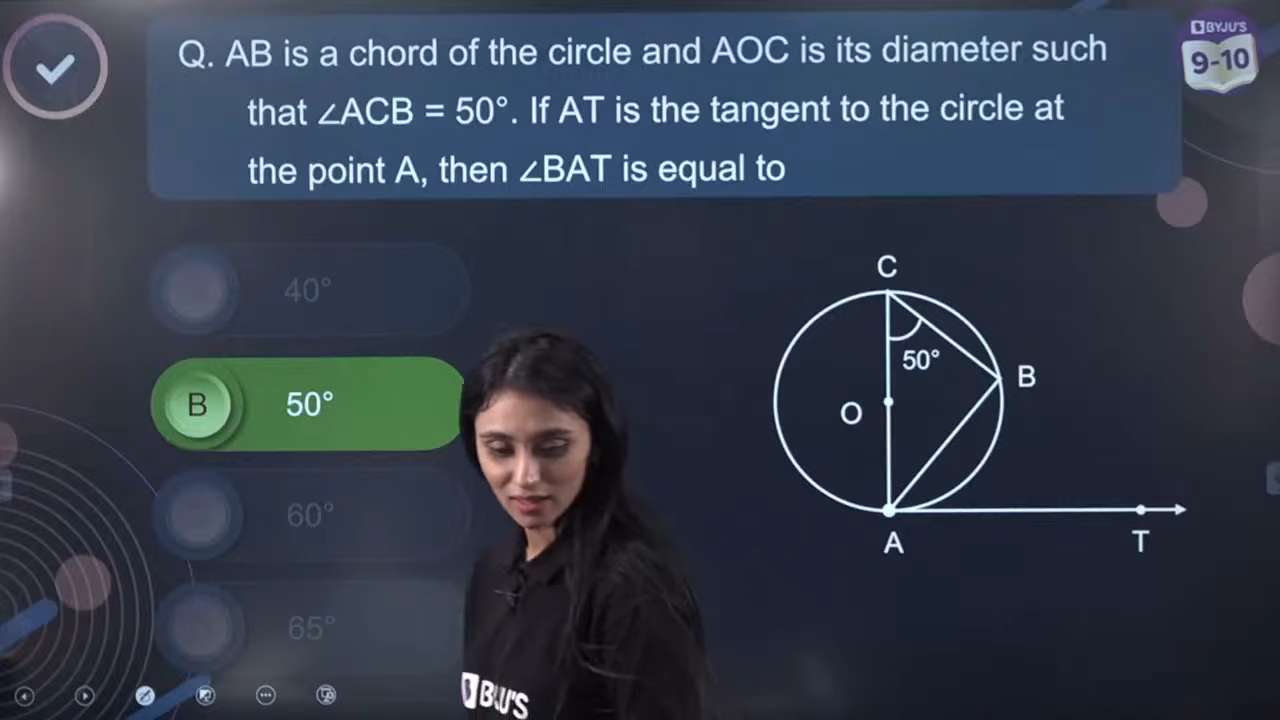 Q. AB is a chord of the circle and AOC is its diameter such
that ∠ACB = 50°. If AT is the tangent to the circle at
the point A, then ∠BAT is equal to
BYJU'S
9-10
40°
B 50°
60°
65°
C
50°
B
O
A
T
BYJU'S